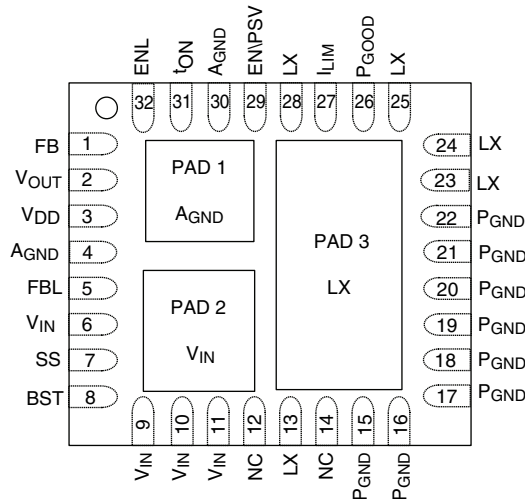 ENL
tON
AGND
EN\PSV
LX
ILIM
PGOOD
LX
32
31
30
29
28
27
26
25
FB 1
VOUT 2
VDD 3
AGND 4
FBL 5
VIN 6
SS 7
BST 8
PAD 1
AGND
PAD 2
VIN
PAD 3
LX
24 LX
23 LX
22 PGND
21 PGND
20 PGND
19 PGND
18 PGND
17 PGND
9
10
11
12
13
14
15
16
VIN
VIN
VIN
NC
LX
NC
PGND
PGND